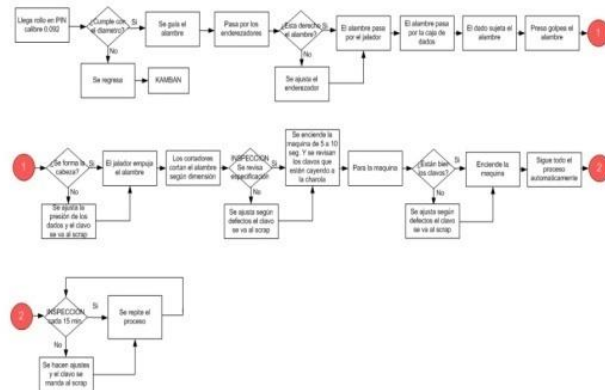 Llega rollo en PIN
calibre 0.092
¿Cumple con
el diametro?
Si
No
Se regresa
KAMBAN
Se guía el
alambre
Pasa por los
enderezadores
¿Esta derecho
el alambre?
Si
No
Se ajusta el
enderezador
El alambre pasa
por el jalador
El alambre pasa
por la caja de
dados
El dado sujeta el
alambre
Presa golpea el
alambre
1
1
¿Se forma la
cabeza?
Si
No
Se ajusta la
presión de los
dados y el clavo
se va al scrap
El jalador empuja
el alambre
Los cortadores
cortan el alambre
según dimensión
INSPECCION
Se revisa
especificación
Si
No
Se ajusta según
defectos el clavo
se va al scrap
Se enciende la
maquina de 5 a 10
seg. Y se revisan
los clavos que
están cayendo a
la charola
Para la maquina
¿Están bien
los clavos?
Si
No
Se ajusta según
defectos el clavo
se va al scrap
Enciende la
maquina
Sigue todo el
proceso
automaticamente
2
2
INSPECCION
cada 15 min
Si
No
Se hacen ajustes
y el clavo se
manda al scrap
Se repite el
proceso